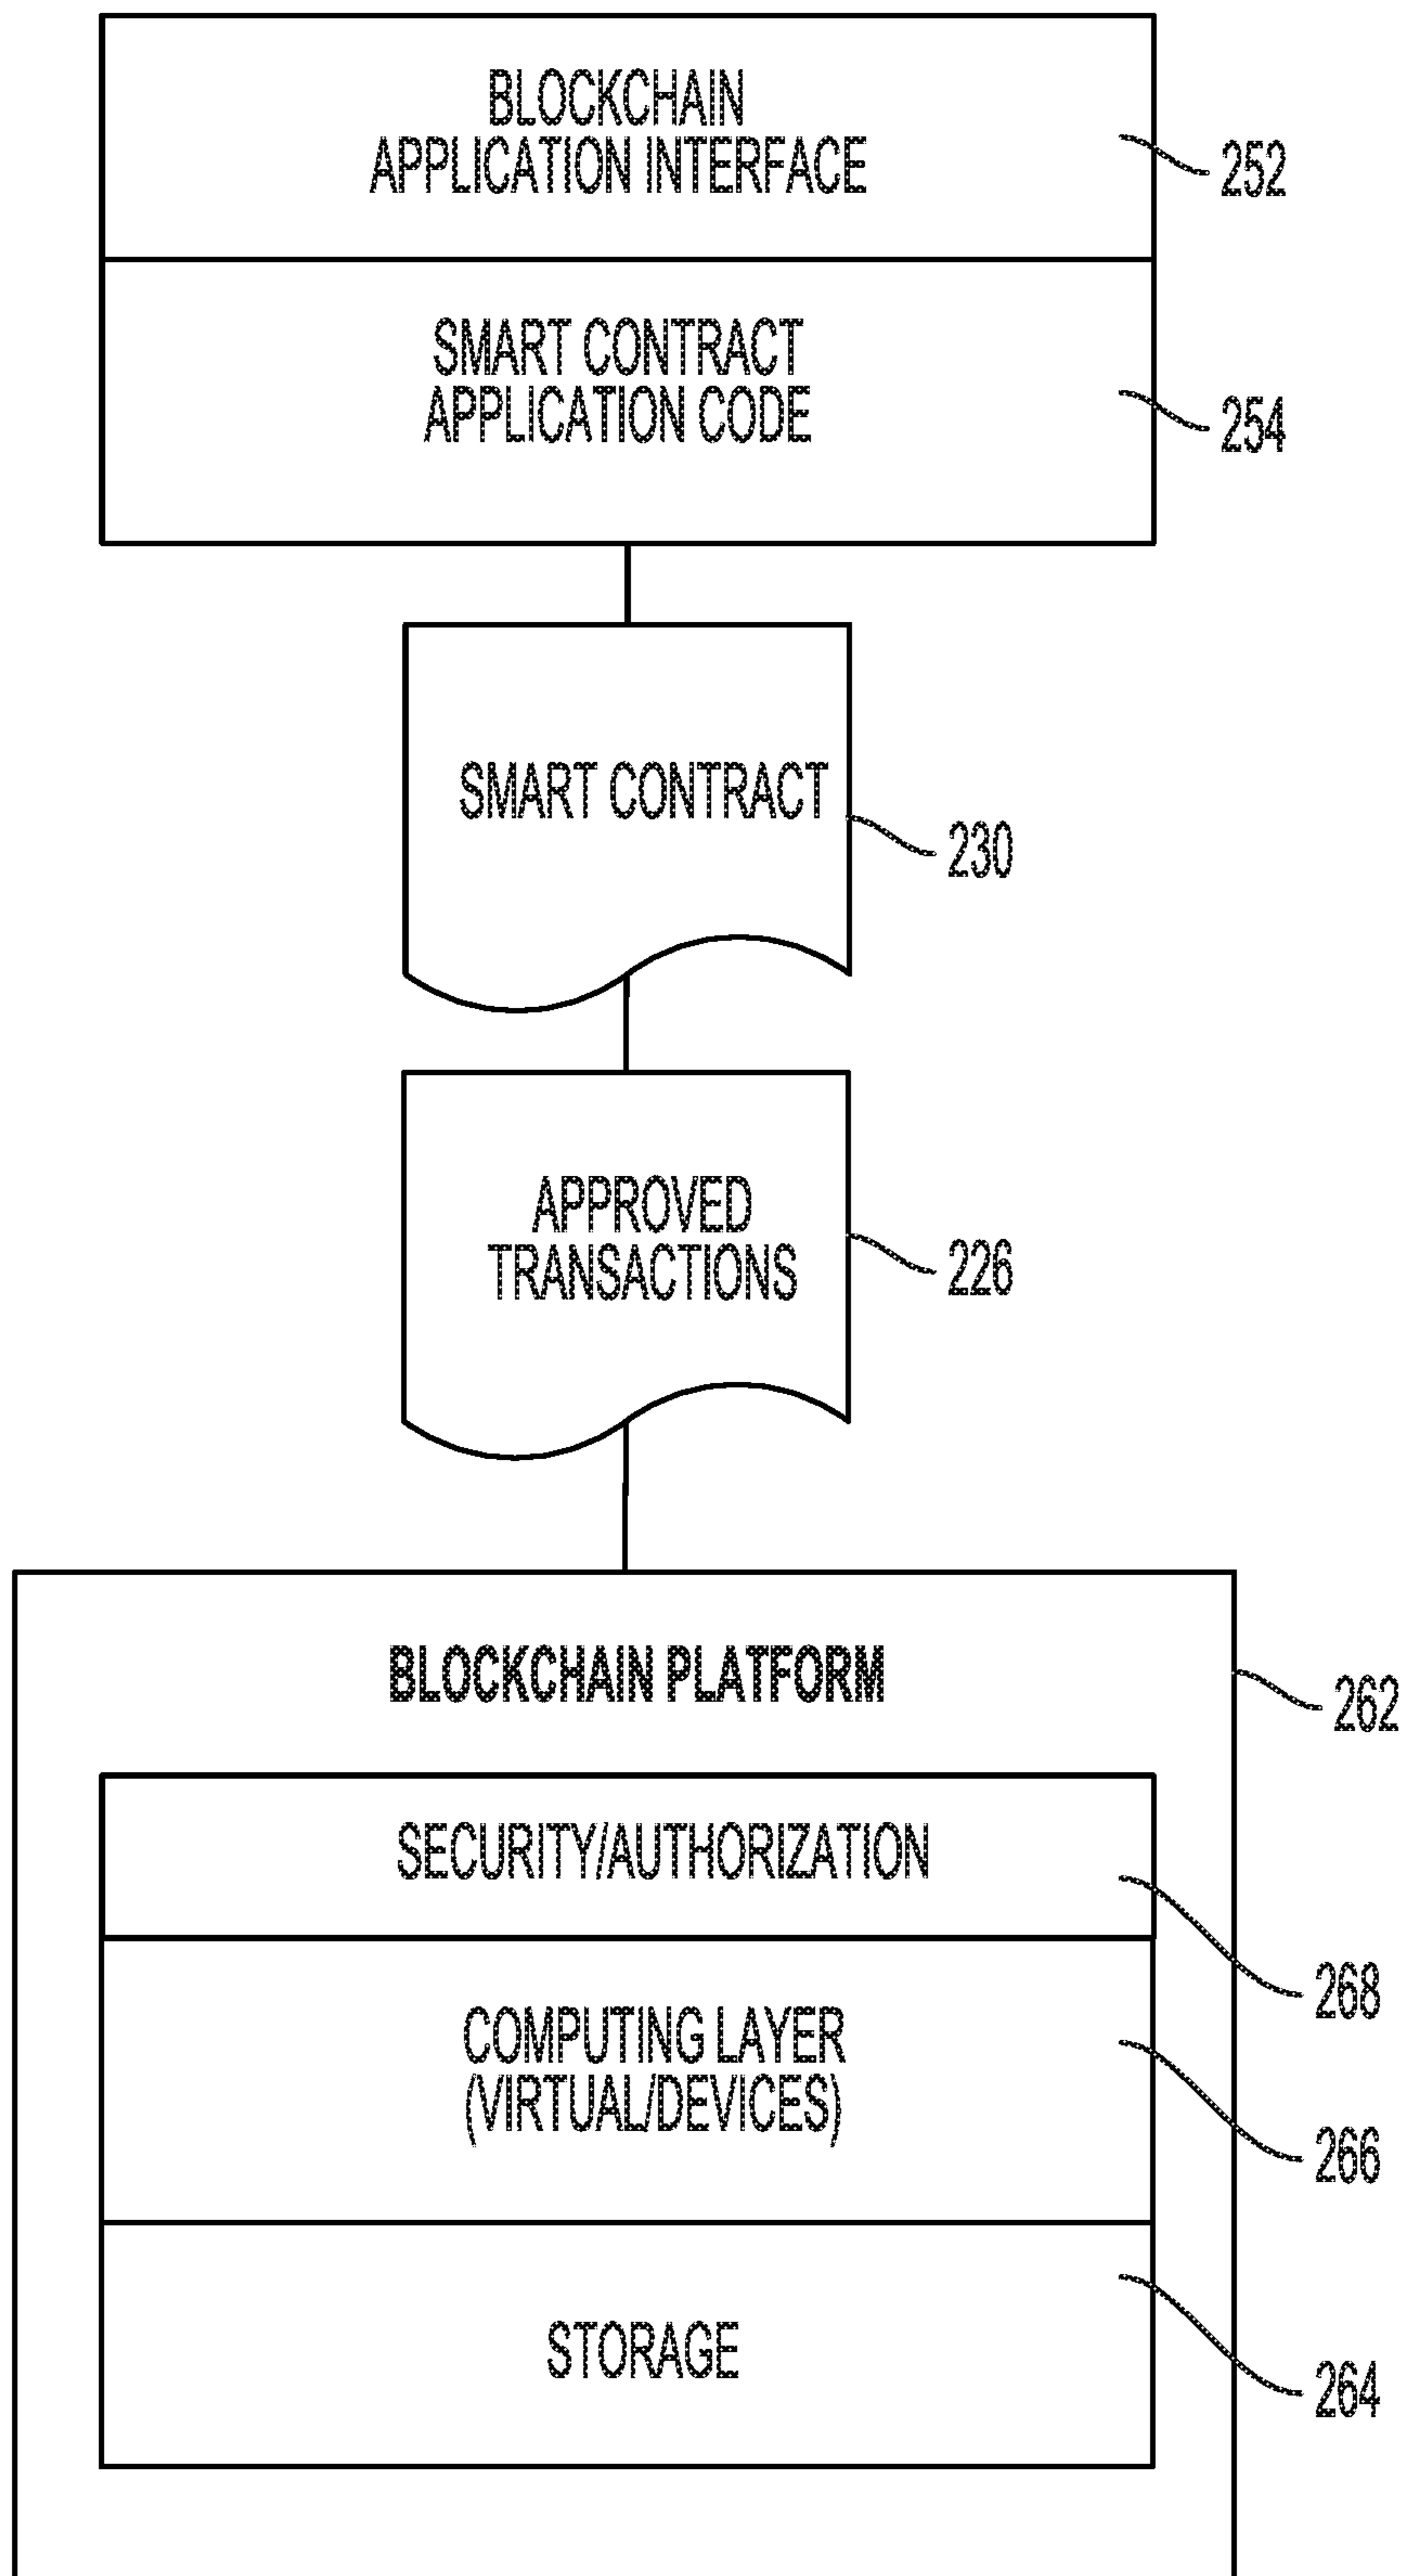 BLOCKCHAIN
APPLICATION INTERFACE
252
SMART CONTRACT
APPLICATION CODE
254
SMART CONTRACT
230
APPROVED
TRANSACTIONS
226
BLOCKCHAIN PLATFORM
262
SECURITY/AUTHORIZATION
268
COMPUTING LAYER
(VIRTUAL/DEVICES)
266
STORAGE
264